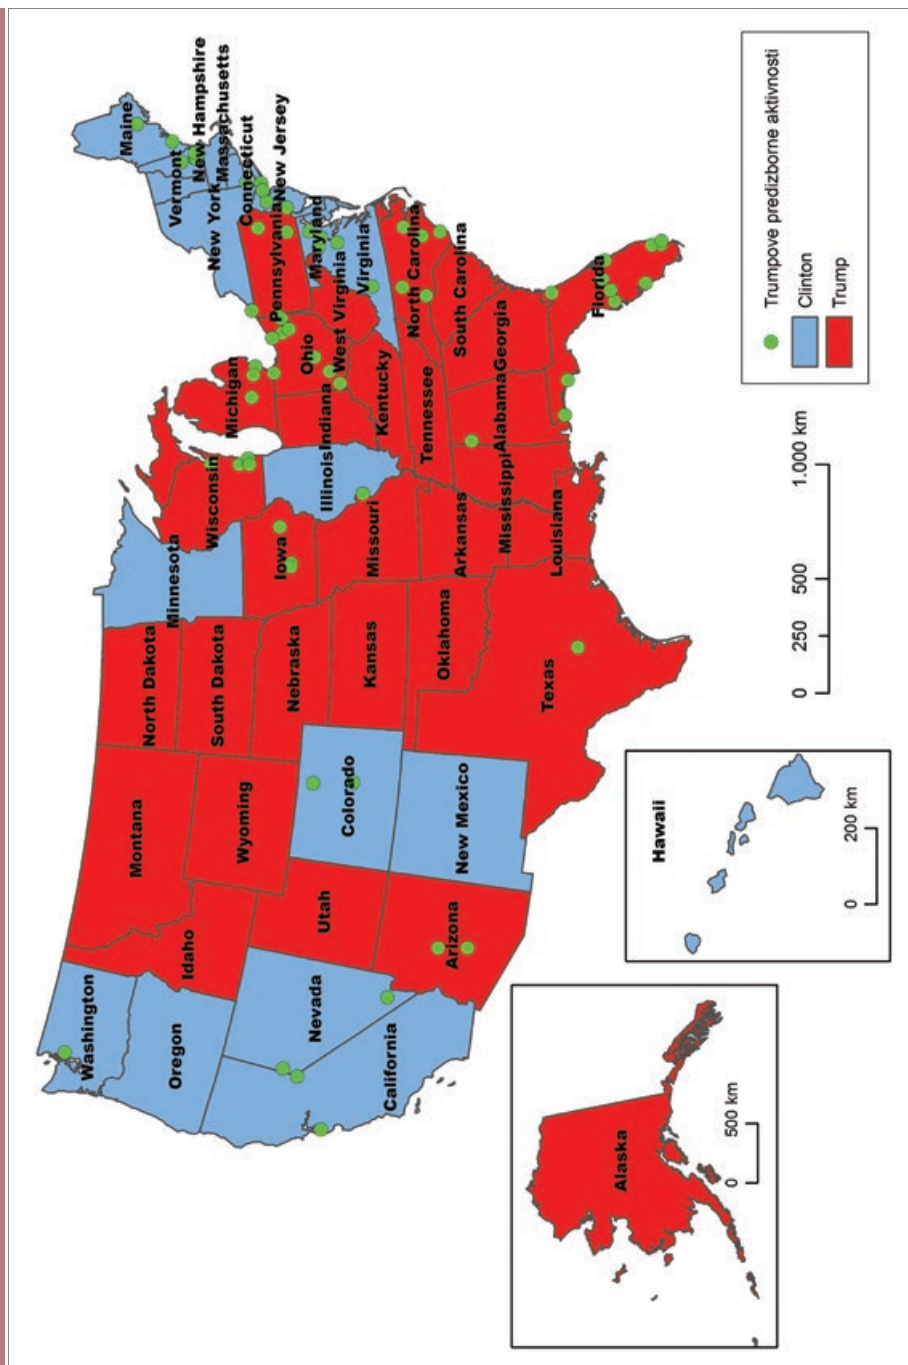 Washington
Oregon
California
Nevada
Idaho
Montana
Wyoming
Utah
Arizona
Colorado
New Mexico
North Dakota
South Dakota
Nebraska
Kansas
Oklahoma
Texas
Minnesota
Iowa
Missouri
Arkansas
Louisiana
Wisconsin
Illinois
Michigan
Indiana
Ohio
Kentucky
Tennessee
Mississippi
Alabama
Georgia
Florida
South Carolina
North Carolina
Virginia
West Virginia
Maryland
Pennsylvania
New Jersey
New York
Connecticut
Massachusetts
Vermont
New Hampshire
Maine
Alaska
0 500 km
Hawaii
0 200 km
0 250 500 1.000 km
Trumpove predizborne aktivnosti
Clinton
Trump